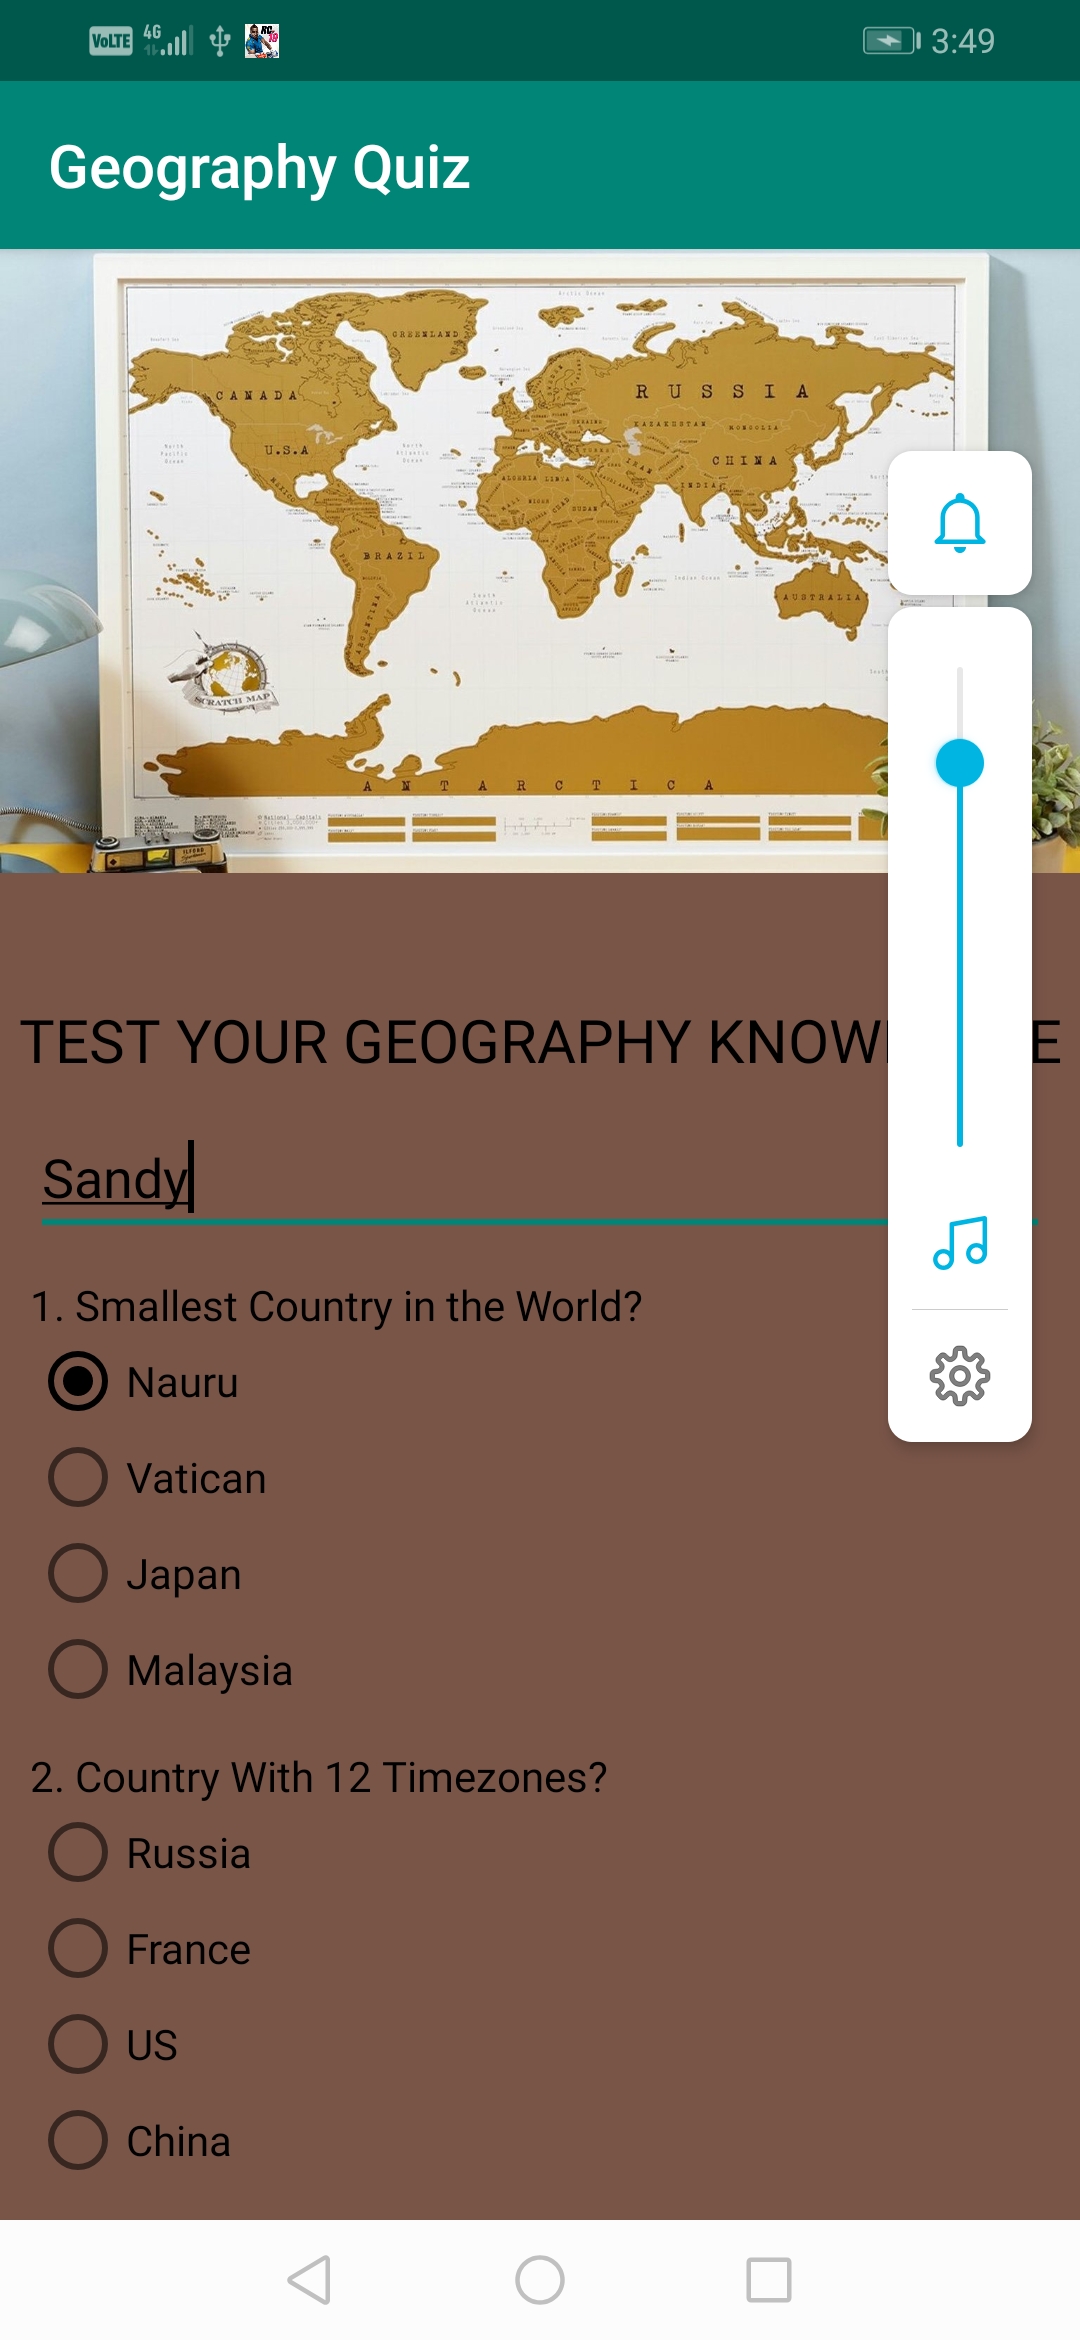 VoLTE 4G 3:49
Geography Quiz
GREENLAND
CANADA
RUSSIA
KAZAKHSTAN MONGOLIA
U.S.A
CHINA
INDIA
ALGERIA LIBYA
NIGER CHAD SUDAN
BRAZIL
AUSTRALIA
ARGENTINA
SCRATCH MAP
ANTARCTICA
ILFORD
TEST YOUR GEOGRAPHY KNOW E
Sandy
1. Smallest Country in the World?
Nauru
Vatican
Japan
Malaysia
2. Country With 12 Timezones?
Russia
France
US
China